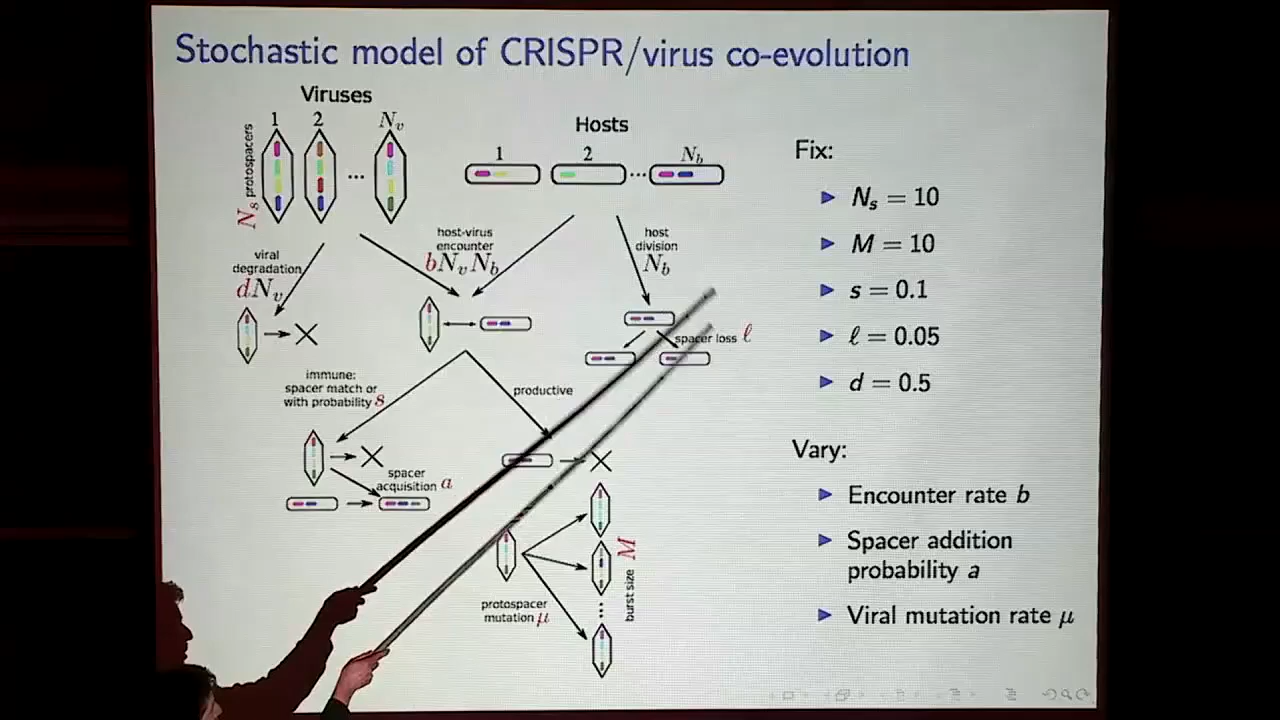 Stochastic model of CRISPR/virus co-evolution
Viruses
1 2 ... N_v
N_s protospacers
Hosts
1 2 ... N_b
viral
degradation
dN_v
host-virus
encounter
bN_vN_b
host
division
N_b
spacer loss ℓ
immune:
spacer match or
with probability s
productive
spacer
acquisition a
protospacer
mutation μ
burst size M
Fix:
N_s = 10
M = 10
s = 0.1
ℓ = 0.05
d = 0.5
Vary:
Encounter rate b
Spacer addition
probability a
Viral mutation rate μ